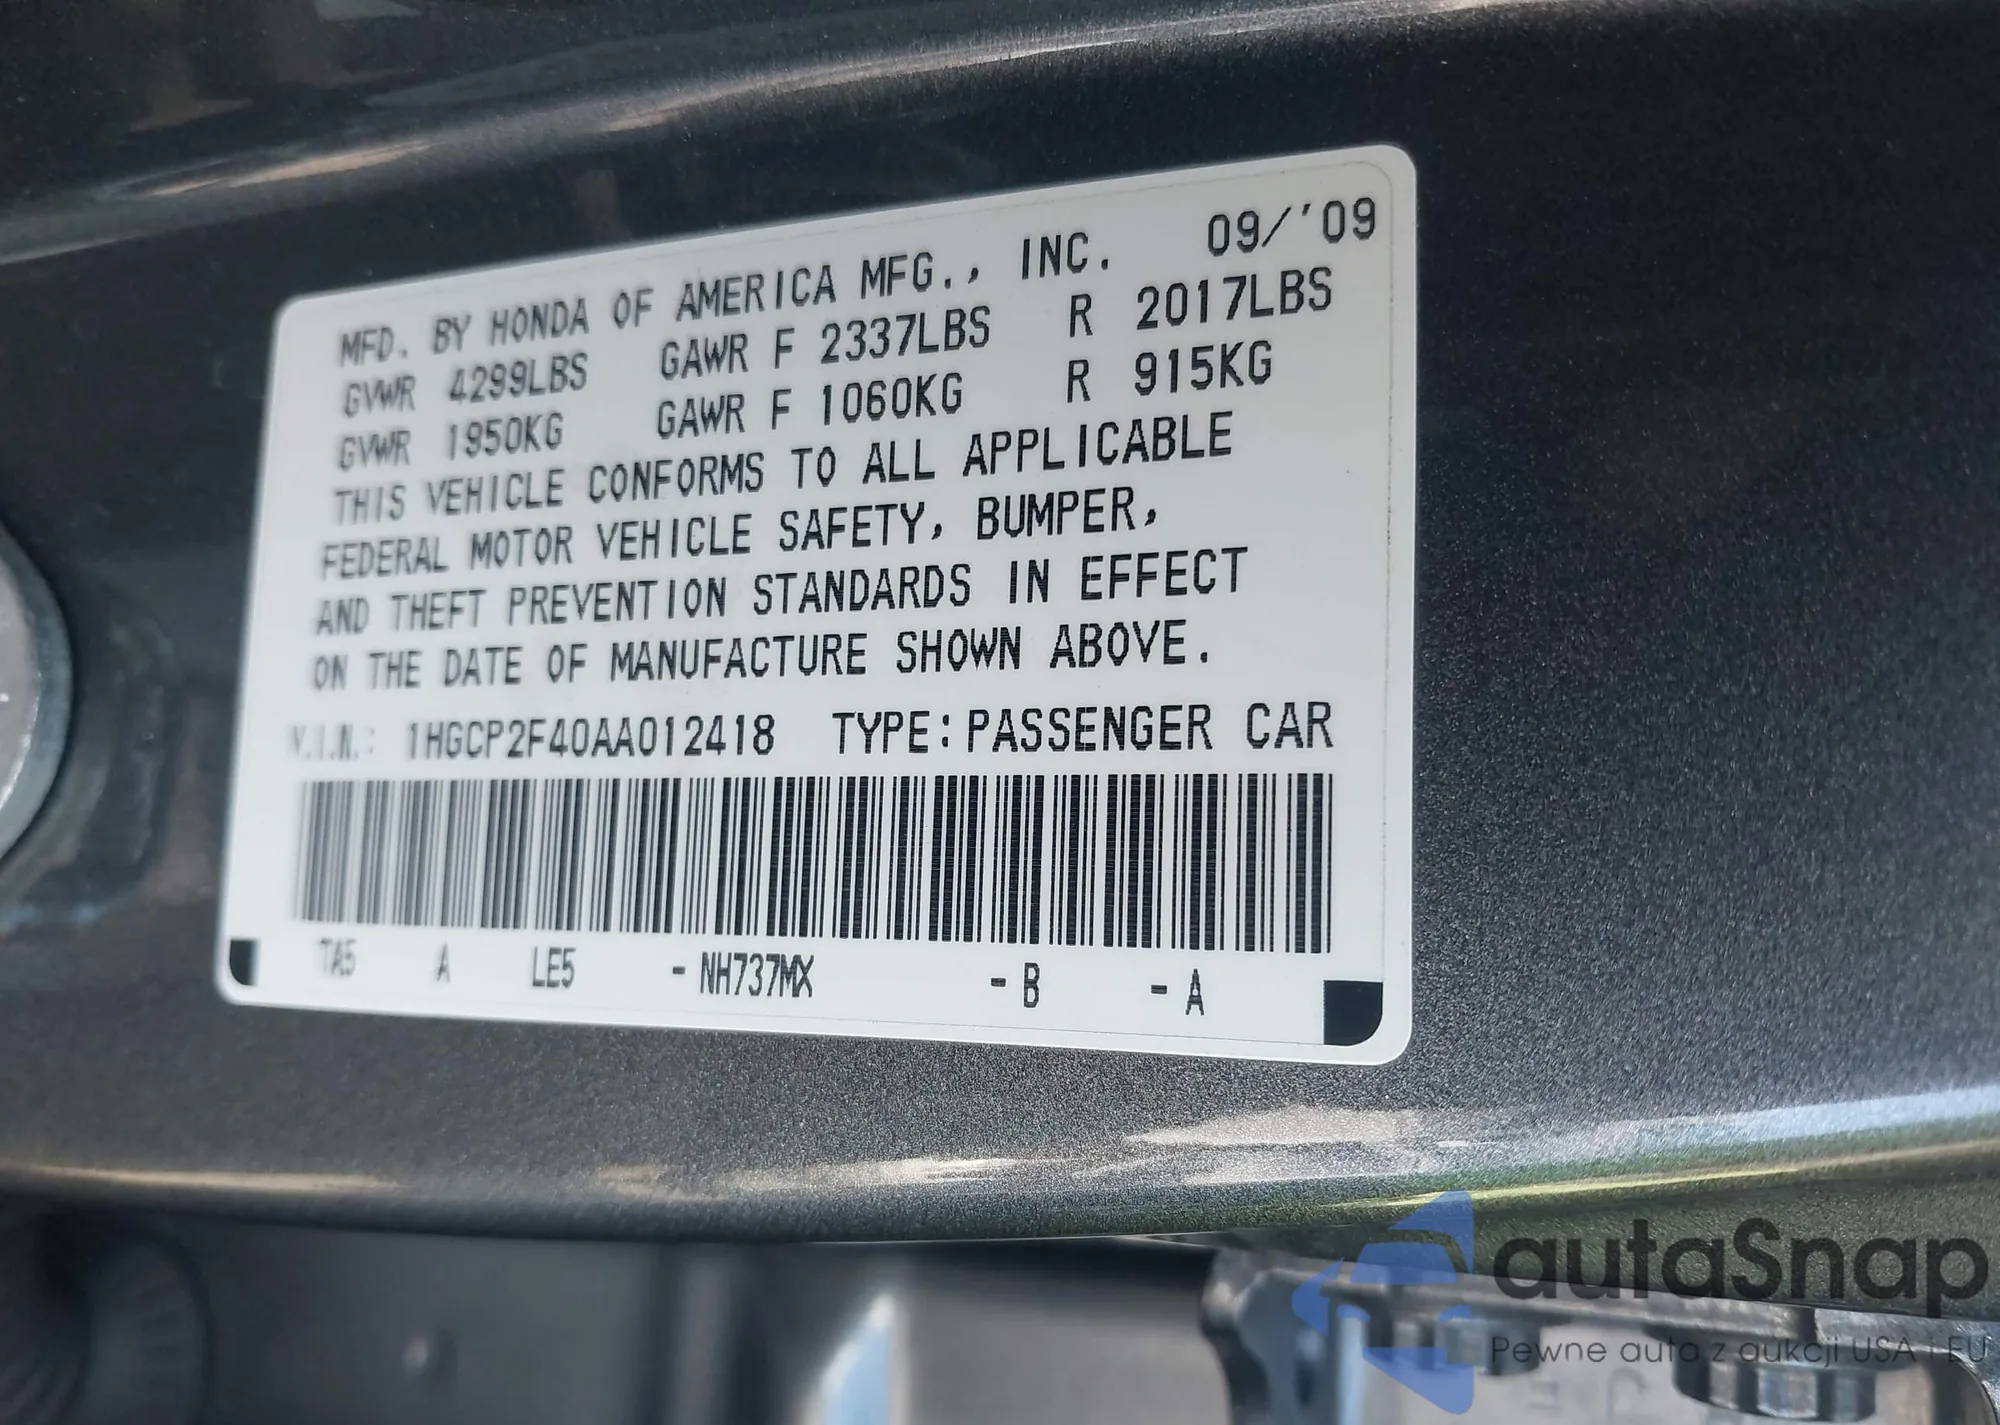 MFD. BY HONDA OF AMERICA MFG., INC. 09/'09
GVWR 4299LBS GAWR F 2337LBS R 2017LBS
GVWR 1950KG GAWR F 1060KG R 915KG
THIS VEHICLE CONFORMS TO ALL APPLICABLE
FEDERAL MOTOR VEHICLE SAFETY, BUMPER,
AND THEFT PREVENTION STANDARDS IN EFFECT
ON THE DATE OF MANUFACTURE SHOWN ABOVE.
V.I.N.: 1HGCP2F40AA012418 TYPE: PASSENGER CAR
TA5 A LE5 - NH737MX - B - A
autaSnap
Pewne auta z aukcji USA i EU